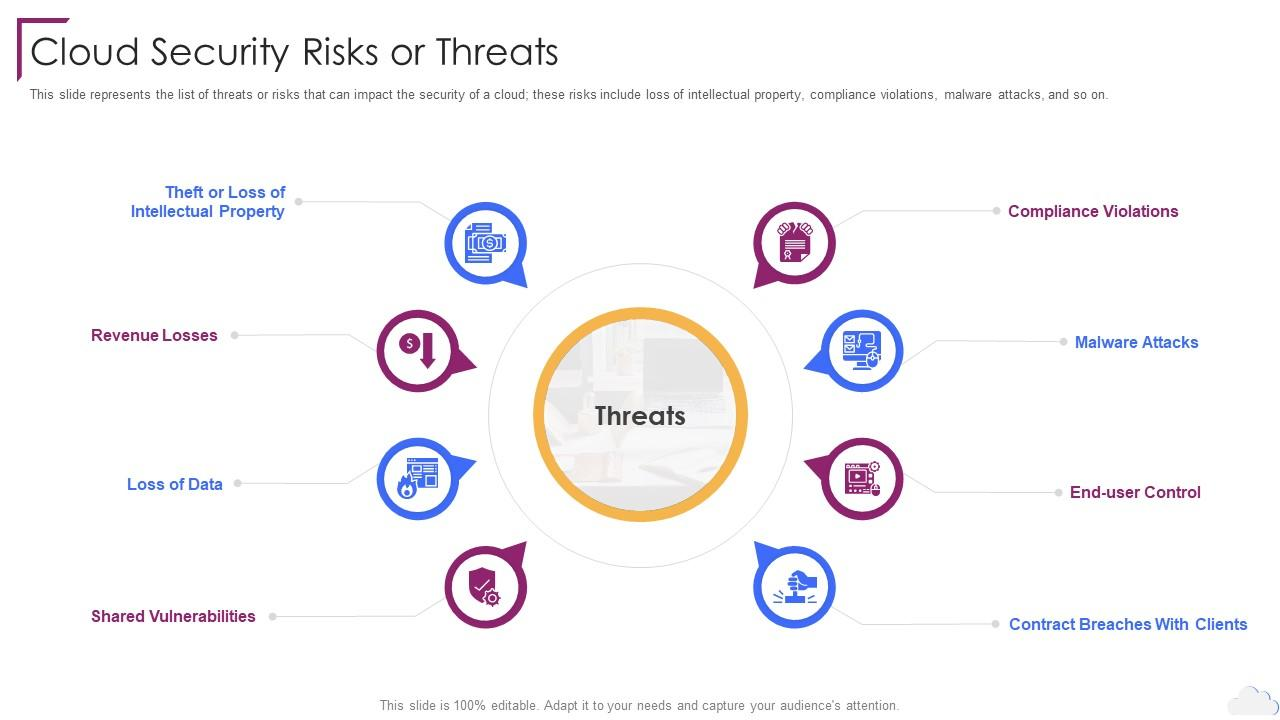 Cloud Security Risks or Threats
This slide represents the list of threats or risks that can impact the security of a cloud; these risks include loss of intellectual property, compliance violations, malware attacks, and so on.
Theft or Loss of
Intellectual Property
Compliance Violations
Revenue Losses
Malware Attacks
Threats
Loss of Data
End-user Control
Shared Vulnerabilities
Contract Breaches With Clients
This slide is 100% editable. Adapt it to your needs and capture your audience's attention.